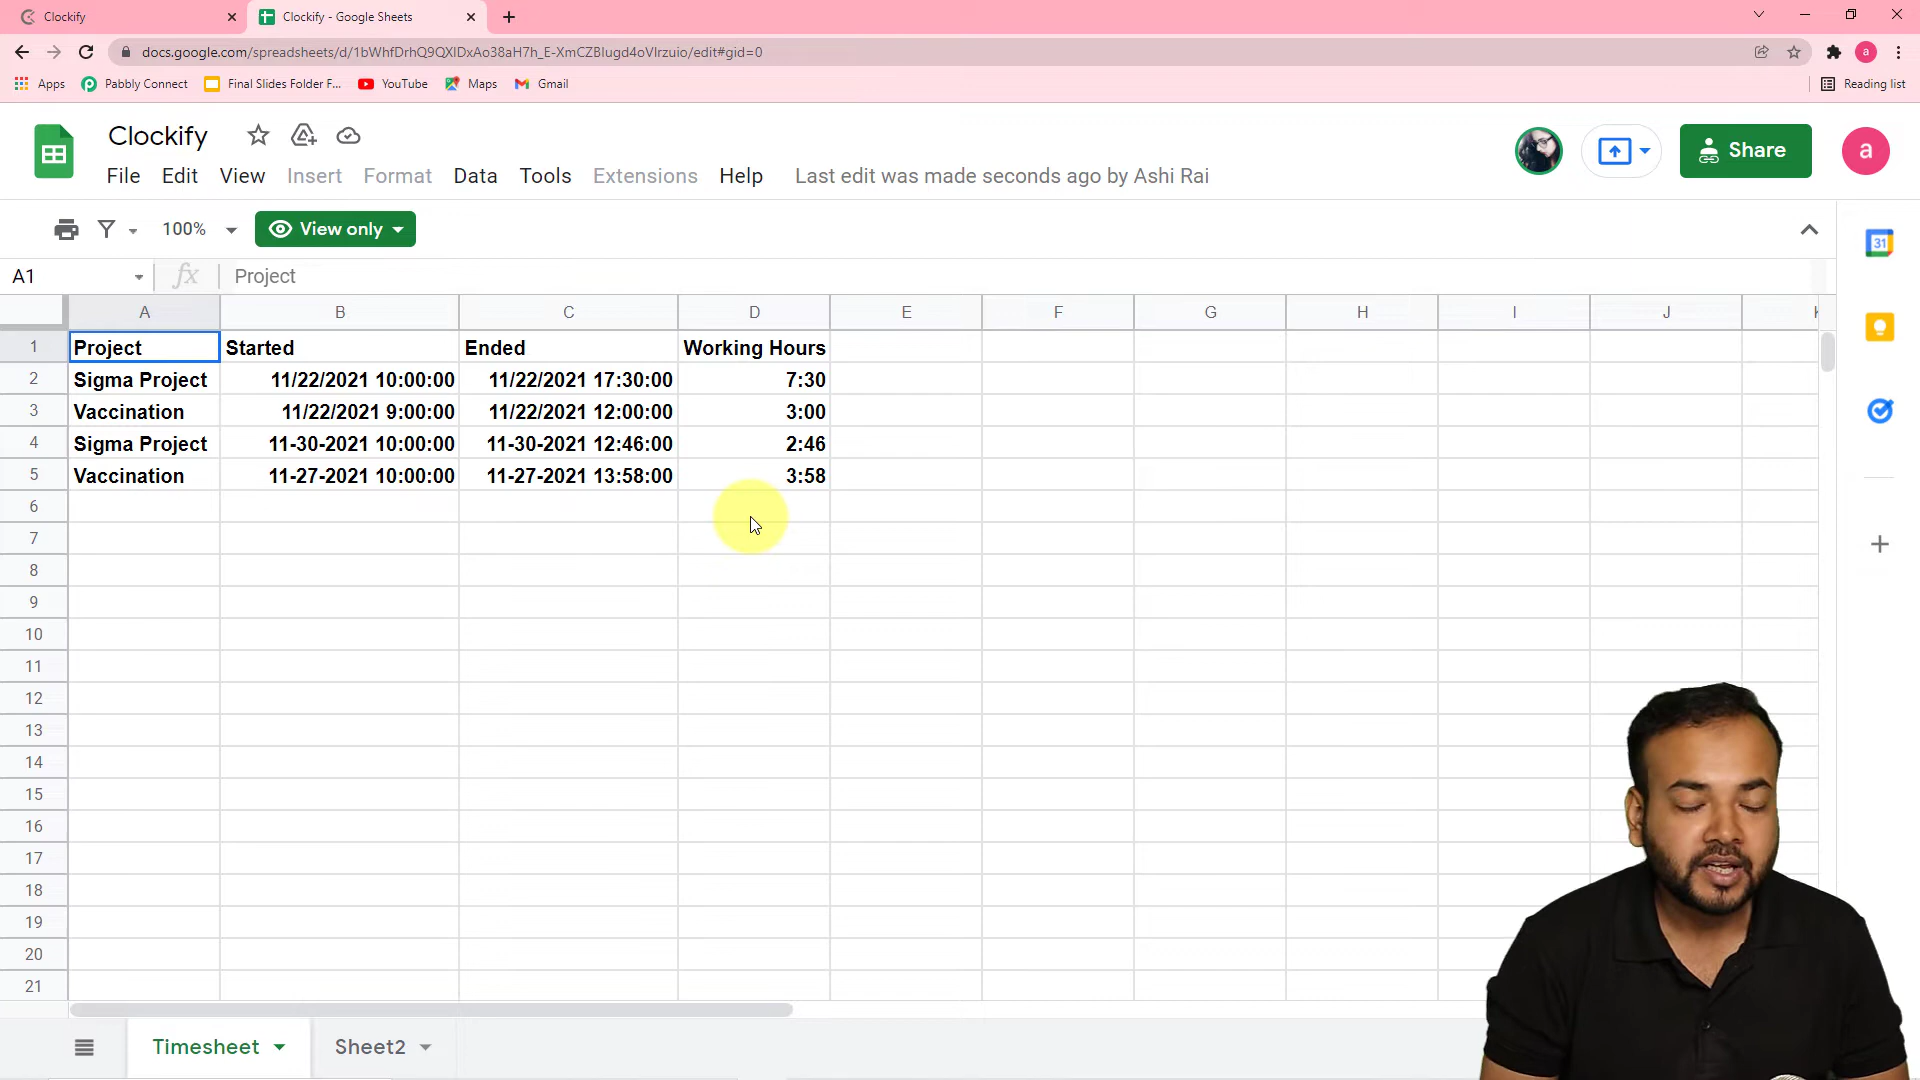 Clockify
Clockify - Google Sheets
docs.google.com/spreadsheets/d/1bWhfDrhQ9QXlDxAo38aH7h_E-XmCZBlugd4oVIrzuio/edit#gid=0
a
Apps
Pabbly Connect
Final Slides Folder F...
YouTube
Maps
Gmail
Reading list
Clockify
Share
a
File Edit View Insert Format Data Tools Extensions Help Last edit was made seconds ago by Ashi Rai
100% View only
31
A1 fx Project
A B C D E F G H I J
1 Project Started Ended Working Hours
2 Sigma Project 11/22/2021 10:00:00 11/22/2021 17:30:00 7:30
3 Vaccination 11/22/2021 9:00:00 11/22/2021 12:00:00 3:00
4 Sigma Project 11-30-2021 10:00:00 11-30-2021 12:46:00 2:46
5 Vaccination 11-27-2021 10:00:00 11-27-2021 13:58:00 3:58
6
7
8
9
10
11
12
13
14
15
16
17
18
19
20
21
Timesheet Sheet2